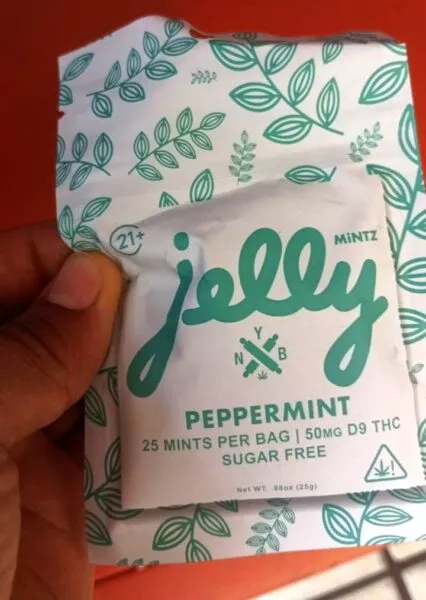 21+
MiNTZ
jelly
Y
N B
PEPPERMINT
25 MINTS PER BAG | 50MG D9 THC
SUGAR FREE
Net WT. .88oz (25g)
!